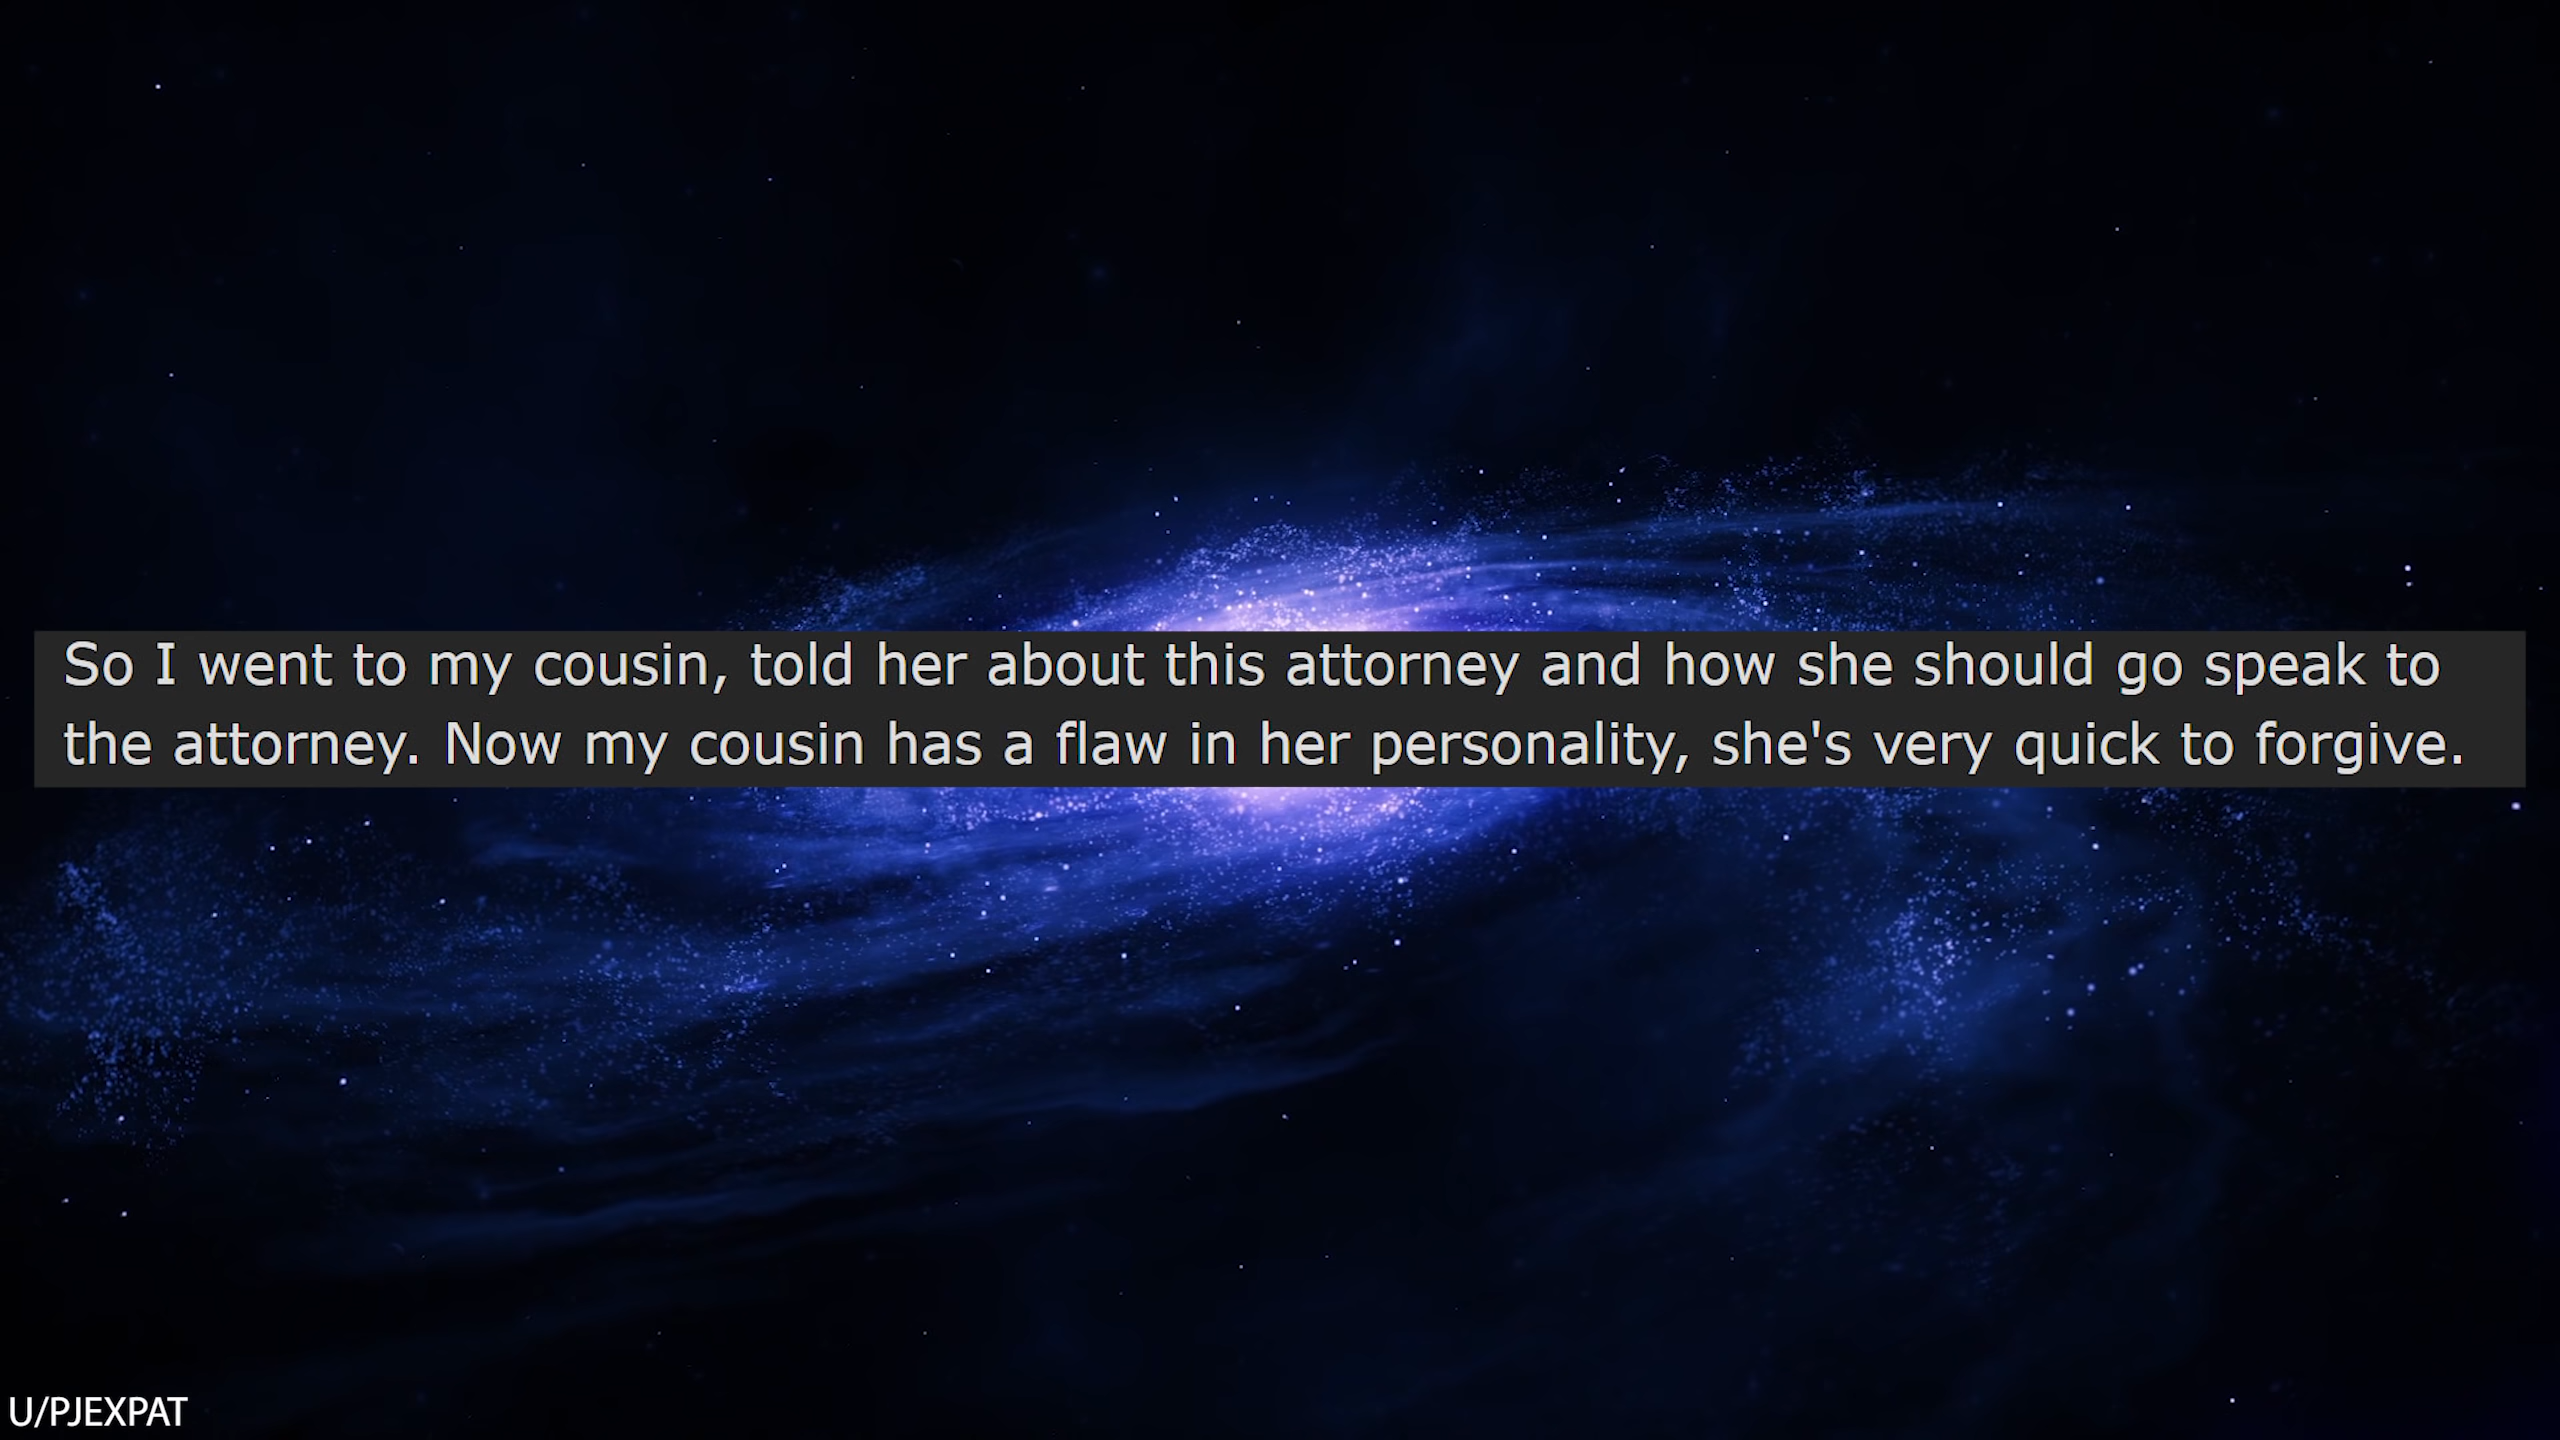 So I went to my cousin, told her about this attorney and how she should go speak to
the attorney. Now my cousin has a flaw in her personality, she's very quick to forgive.
U/PJEXPAT